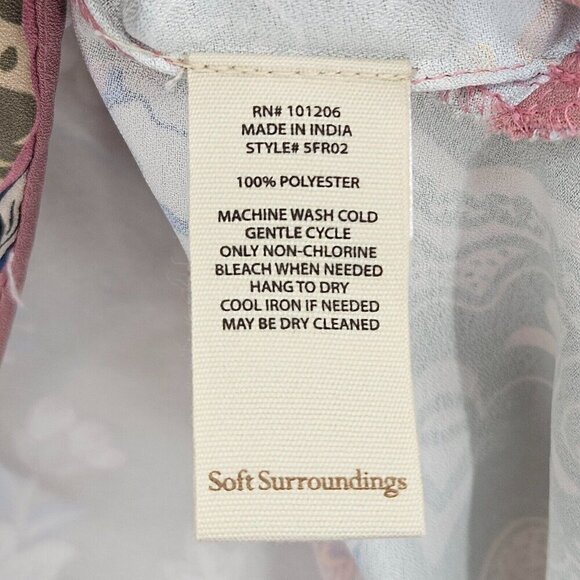 RN# 101206
MADE IN INDIA
STYLE# 5FR02
100% POLYESTER
MACHINE WASH COLD
GENTLE CYCLE
ONLY NON-CHLORINE
BLEACH WHEN NEEDED
HANG TO DRY
COOL IRON IF NEEDED
MAY BE DRY CLEANED
Soft Surroundings